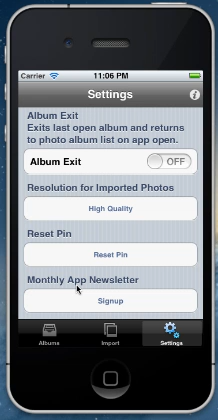 Carrier 11:06 PM
Settings
Album Exit
Exits last open album and returns
to photo album list on app open.
Album Exit OFF
Resolution for Imported Photos
High Quality
Reset Pin
Reset Pin
Monthly App Newsletter
Signup
Albums Import Settings